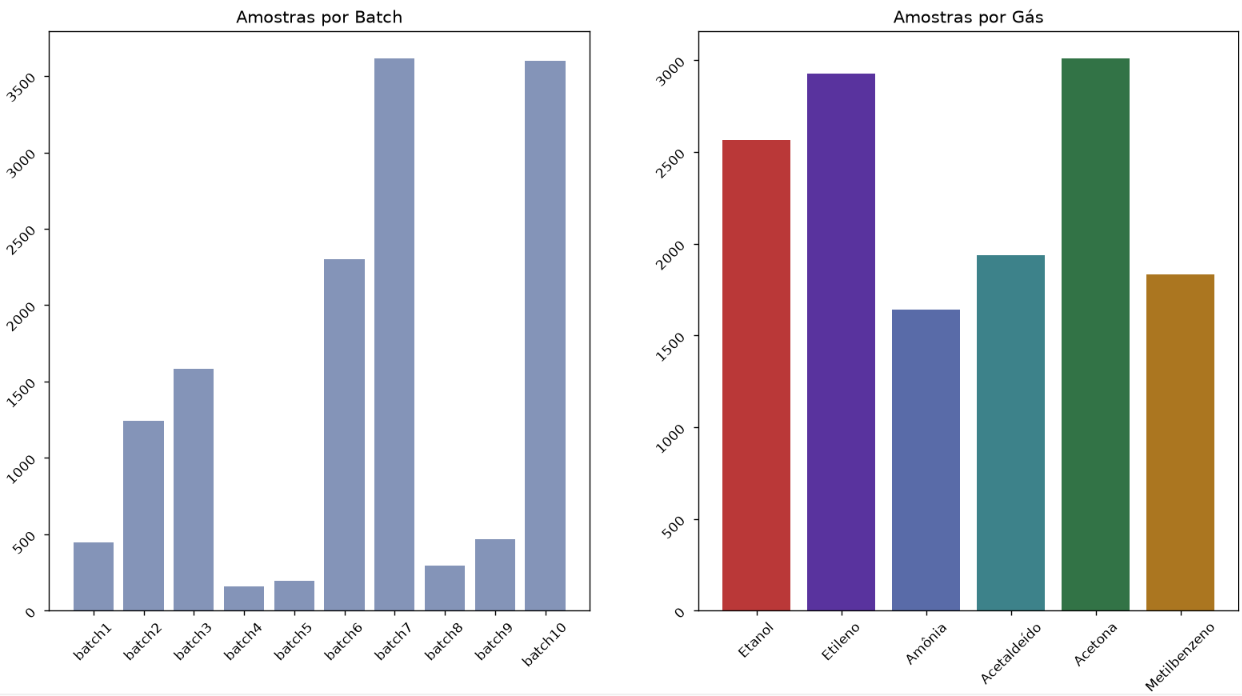 Amostras por Batch
3500
3000
2500
2000
1500
1000
500
0
batch1
batch2
batch3
batch4
batch5
batch6
batch7
batch8
batch9
batch10
Amostras por Gás
3000
2500
2000
1500
1000
500
0
Etanol
Etileno
Amônia
Acetaldeído
Acetona
Metilbenzeno